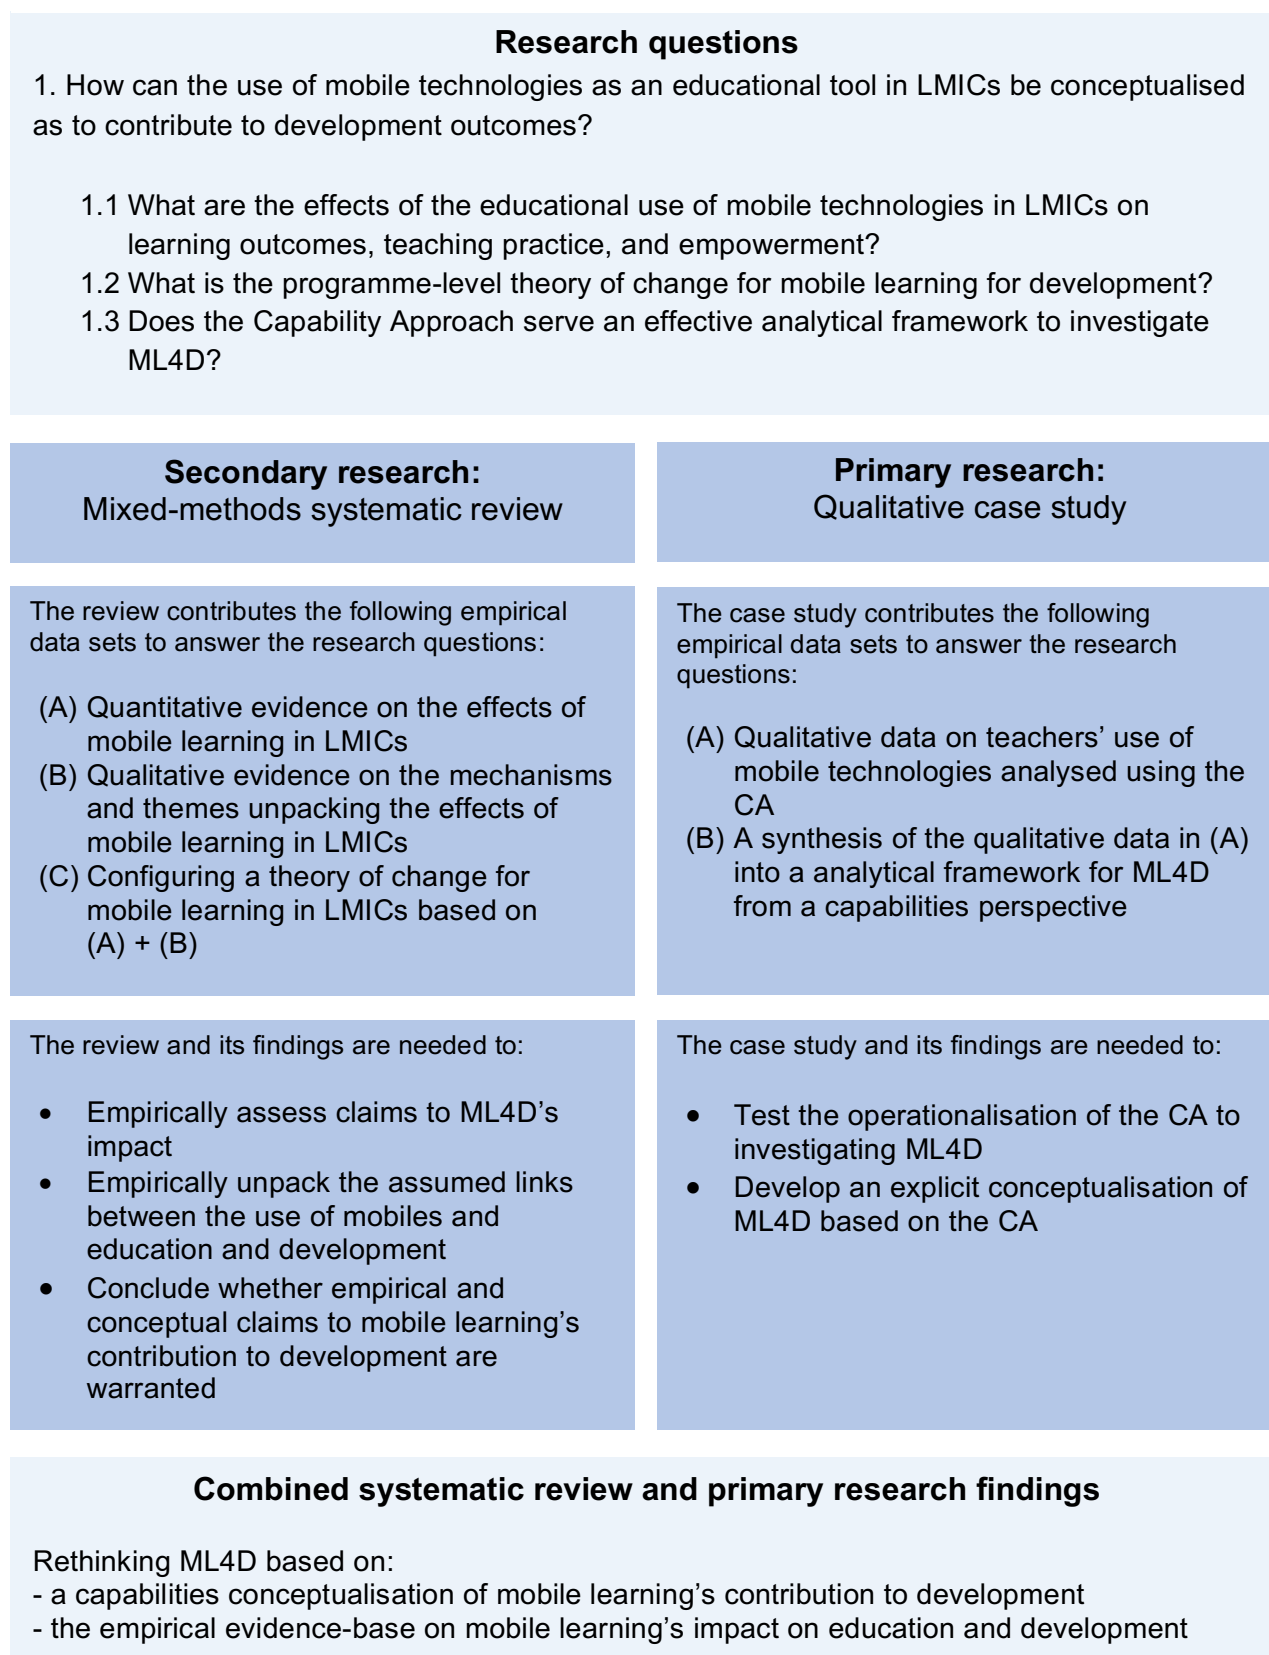 Research questions
1. How can the use of mobile technologies as an educational tool in LMICs be conceptualised
as to contribute to development outcomes?
1.1 What are the effects of the educational use of mobile technologies in LMICs on
learning outcomes, teaching practice, and empowerment?
1.2 What is the programme-level theory of change for mobile learning for development?
1.3 Does the Capability Approach serve an effective analytical framework to investigate
ML4D?
Secondary research:
Mixed-methods systematic review
The review contributes the following empirical
data sets to answer the research questions:
(A) Quantitative evidence on the effects of
mobile learning in LMICs
(B) Qualitative evidence on the mechanisms
and themes unpacking the effects of
mobile learning in LMICs
(C) Configuring a theory of change for
mobile learning in LMICs based on
(A) + (B)
The review and its findings are needed to:
• Empirically assess claims to ML4D's
impact
• Empirically unpack the assumed links
between the use of mobiles and
education and development
• Conclude whether empirical and
conceptual claims to mobile learning's
contribution to development are
warranted
Primary research:
Qualitative case study
The case study contributes the following
empirical data sets to answer the research
questions:
(A) Qualitative data on teachers' use of
mobile technologies analysed using the
CA
(B) A synthesis of the qualitative data in (A)
into a analytical framework for ML4D
from a capabilities perspective
The case study and its findings are needed to:
• Test the operationalisation of the CA to
investigating ML4D
• Develop an explicit conceptualisation of
ML4D based on the CA
Combined systematic review and primary research findings
Rethinking ML4D based on:
- a capabilities conceptualisation of mobile learning's contribution to development
- the empirical evidence-base on mobile learning's impact on education and development